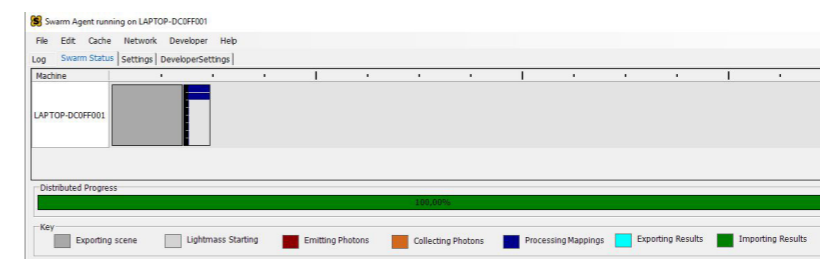 Swarm Agent running on LAPTOP-DC0FF001
File Edit Cache Network Developer Help
Log Swarm Status Settings DeveloperSettings
Machine
LAPTOP-DC0FF001
Distributed Progress
100,00%
Key
Exporting scene Lightmass Starting Emitting Photons Collecting Photons Processing Mappings Exporting Results Importing Results